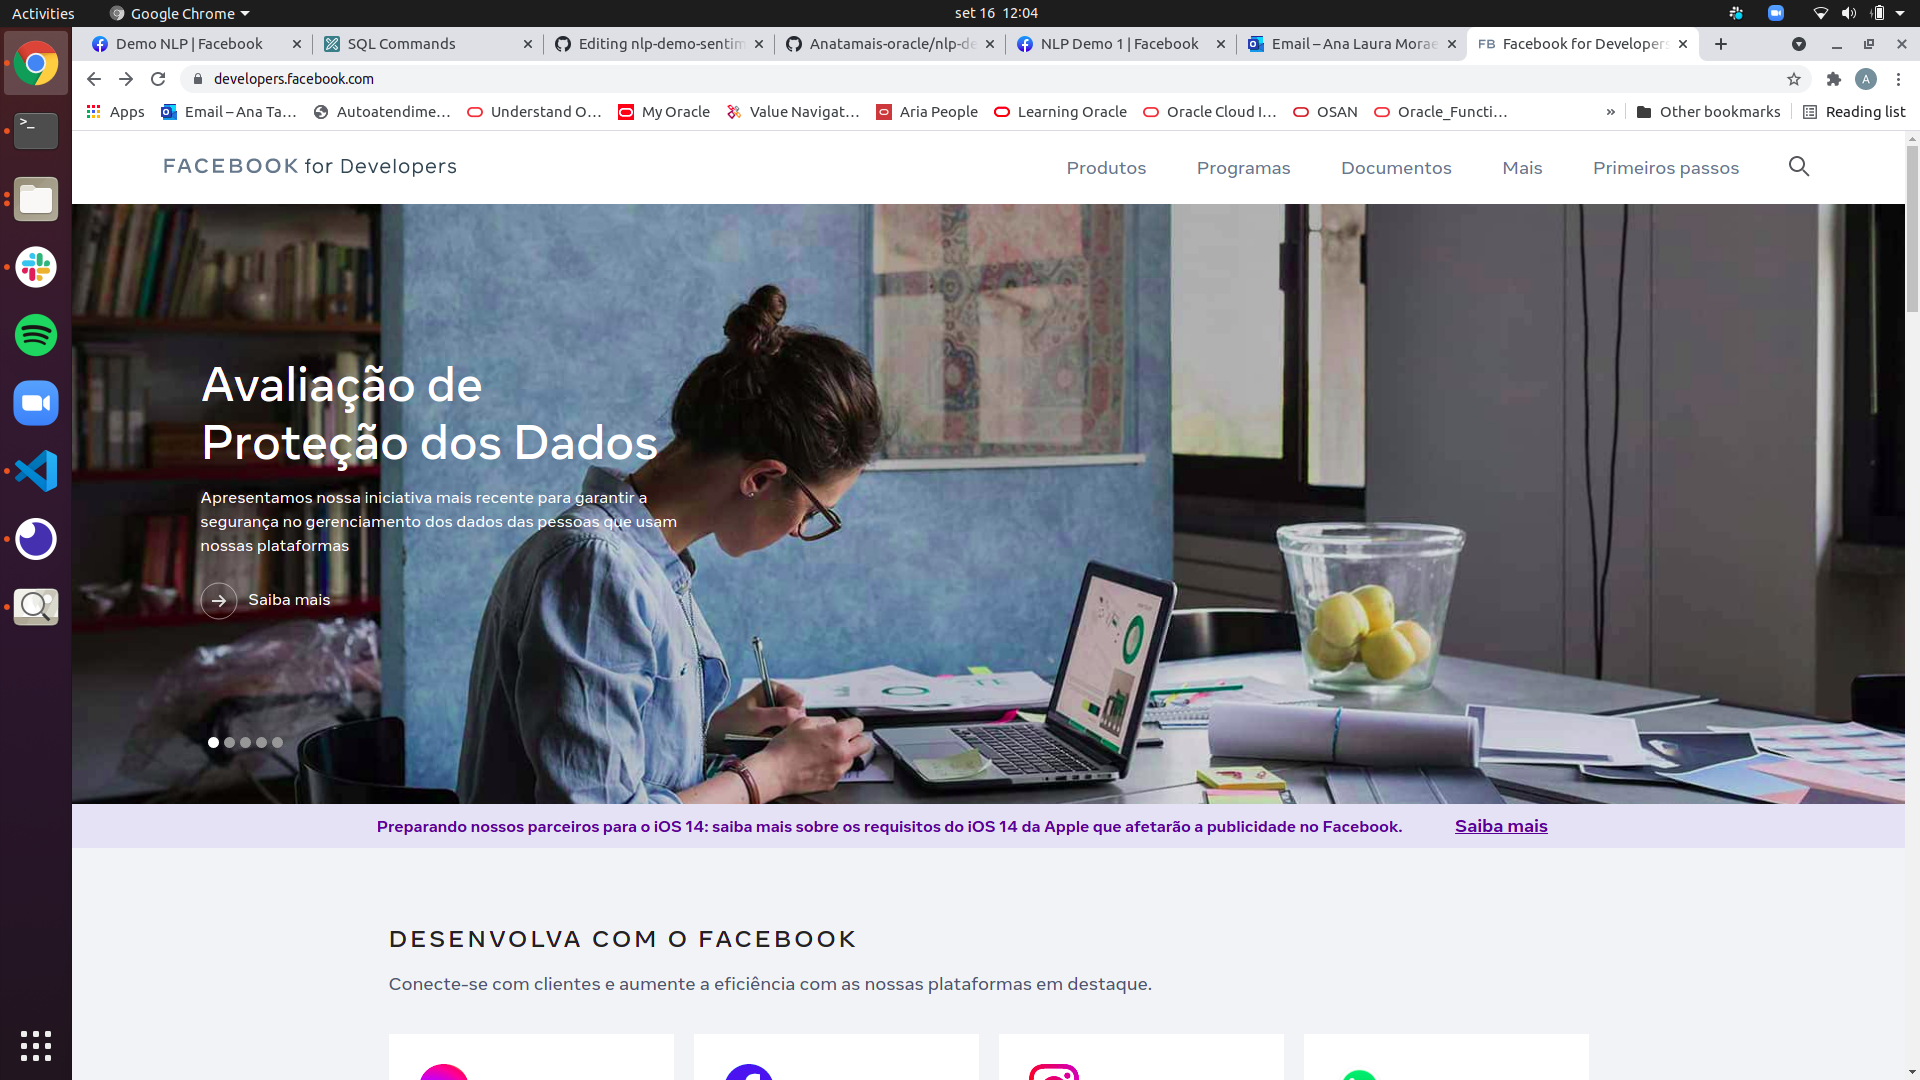 Activities
Google Chrome
set 16 12:04
Demo NLP | Facebook
SQL Commands
Editing nlp-demo-sentim
Anatamais-oracle/nlp-de
NLP Demo 1 | Facebook
Email – Ana Laura Morae
FB Facebook for Developers
developers.facebook.com
A
Apps
Email – Ana Ta...
Autoatendime...
Understand O...
My Oracle
Value Navigat...
Aria People
Learning Oracle
Oracle Cloud I...
OSAN
Oracle_Functi...
»
Other bookmarks
Reading list
FACEBOOK for Developers
Produtos
Programas
Documentos
Mais
Primeiros passos
Avaliação de
Proteção dos Dados
Apresentamos nossa iniciativa mais recente para garantir a
segurança no gerenciamento dos dados das pessoas que usam
nossas plataformas
Saiba mais
Preparando nossos parceiros para o iOS 14: saiba mais sobre os requisitos do iOS 14 da Apple que afetarão a publicidade no Facebook.
Saiba mais
DESENVOLVA COM O FACEBOOK
Conecte-se com clientes e aumente a eficiência com as nossas plataformas em destaque.